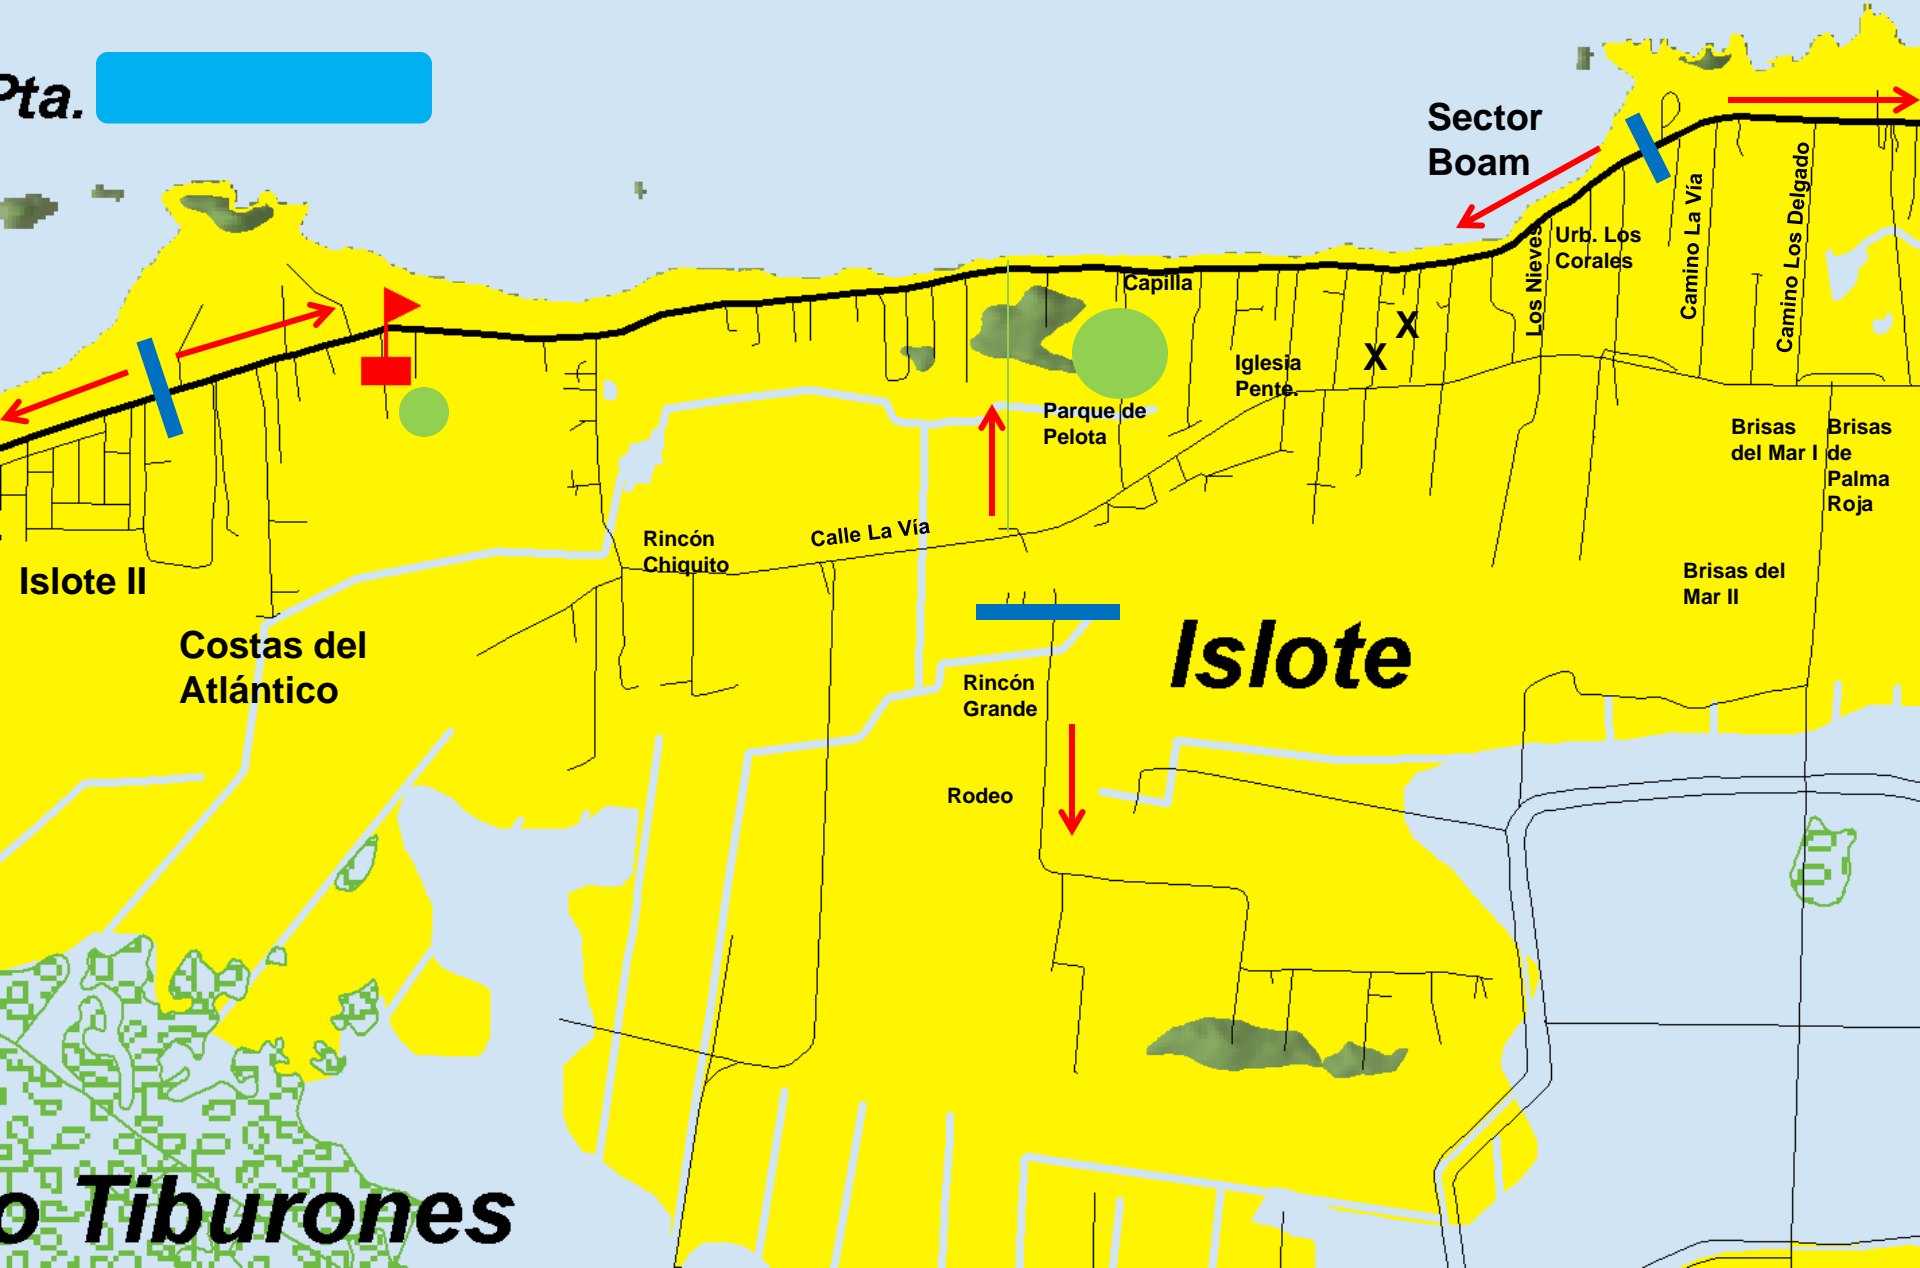 Pta.
Sector
Boam
Urb. Los
Corales
Los Nieves
Camino La Vía
Camino Los Delgado
Capilla
X
X
Iglesia
Pente.
Parque de
Pelota
Brisas
del Mar I
Brisas
de
Palma
Roja
Calle La Vía
Rincón
Chiquito
Islote II
Brisas del
Mar II
Costas del
Atlántico
Islote
Rincón
Grande
Rodeo
o Tiburones